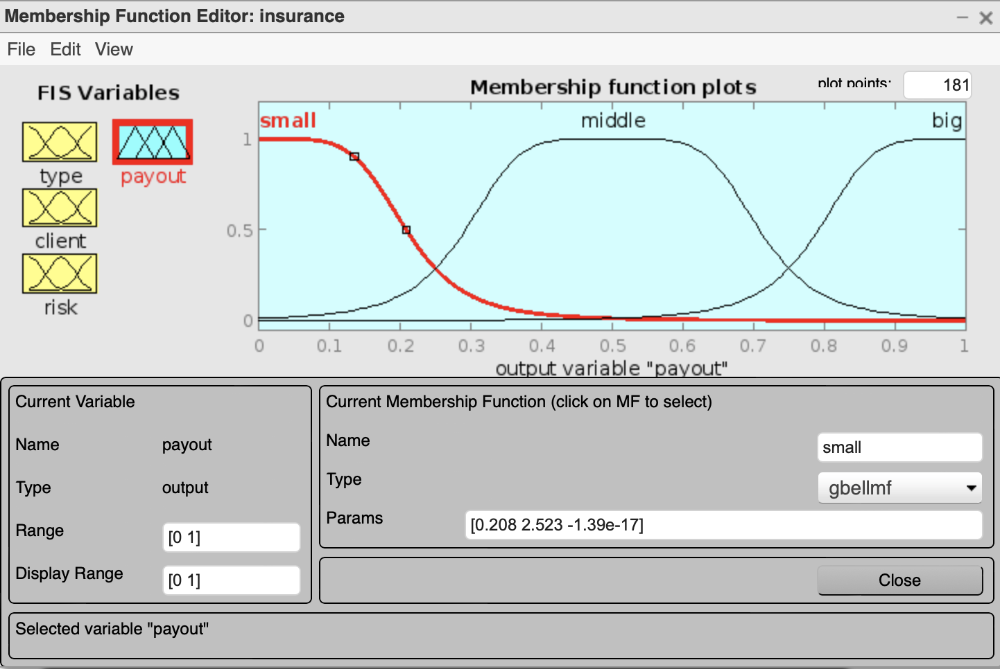 Membership Function Editor: insurance
File Edit View
FIS Variables
type
payout
client
risk
Membership function plots
plot points:
181
small
middle
big
1
0.5
0
0 0.1 0.2 0.3 0.4 0.5 0.6 0.7 0.8 0.9 1
output variable "payout"
Current Variable
Name payout
Type output
Range [0 1]
Display Range [0 1]
Current Membership Function (click on MF to select)
Name small
Type gbellmf
Params [0.208 2.523 -1.39e-17]
Close
Selected variable "payout"